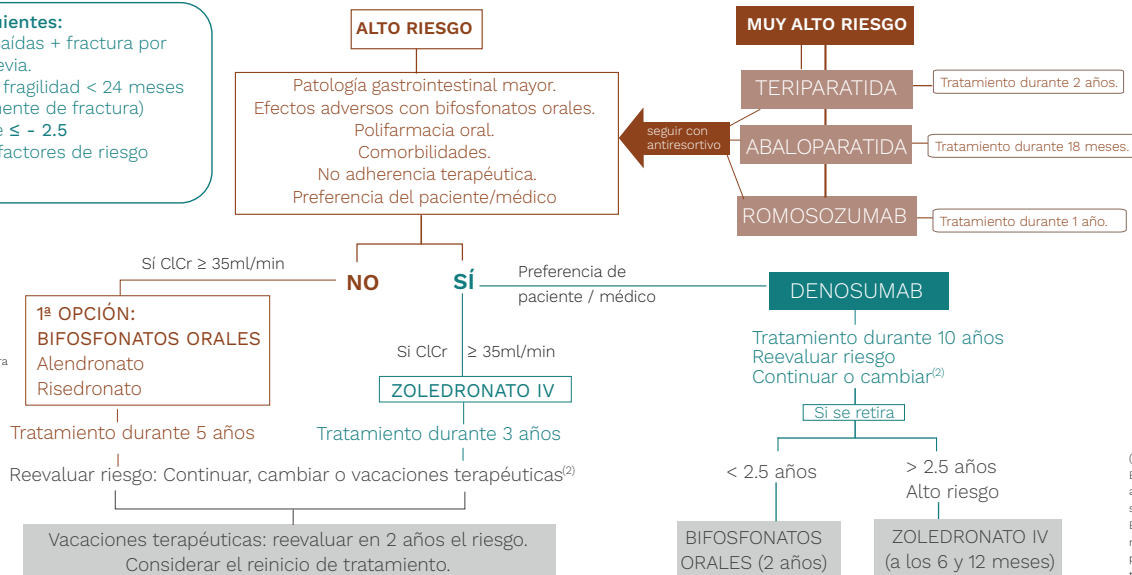 uientes:
aídas + fractura por
evia.
fragilidad < 24 meses
nente de fractura)
e ≤ - 2.5
factores de riesgo
ALTO RIESGO
Patología gastrointestinal mayor.
Efectos adversos con bifosfonatos orales.
Polifarmacia oral.
Comorbilidades.
No adherencia terapéutica.
Preferencia del paciente/médico
seguir con
antiresortivo
MUY ALTO RIESGO
TERIPARATIDA
Tratamiento durante 2 años.
ABALOPARATIDA
Tratamiento durante 18 meses.
ROMOSOZUMAB
Tratamiento durante 1 año.
Sí ClCr ≥ 35ml/min
NO
SÍ
Preferencia de
paciente / médico
DENOSUMAB
1ª OPCIÓN:
BIFOSFONATOS ORALES
Alendronato
Risedronato
ra
Si ClCr ≥ 35ml/min
ZOLEDRONATO IV
Tratamiento durante 10 años
Reevaluar riesgo
Continuar o cambiar(2)
Si se retira
Tratamiento durante 5 años
Tratamiento durante 3 años
Reevaluar riesgo: Continuar, cambiar o vacaciones terapéuticas(2)
< 2.5 años
> 2.5 años
Alto riesgo
Vacaciones terapéuticas: reevaluar en 2 años el riesgo.
Considerar el reinicio de tratamiento.
BIFOSFONATOS
ORALES (2 años)
ZOLEDRONATO IV
(a los 6 y 12 meses)